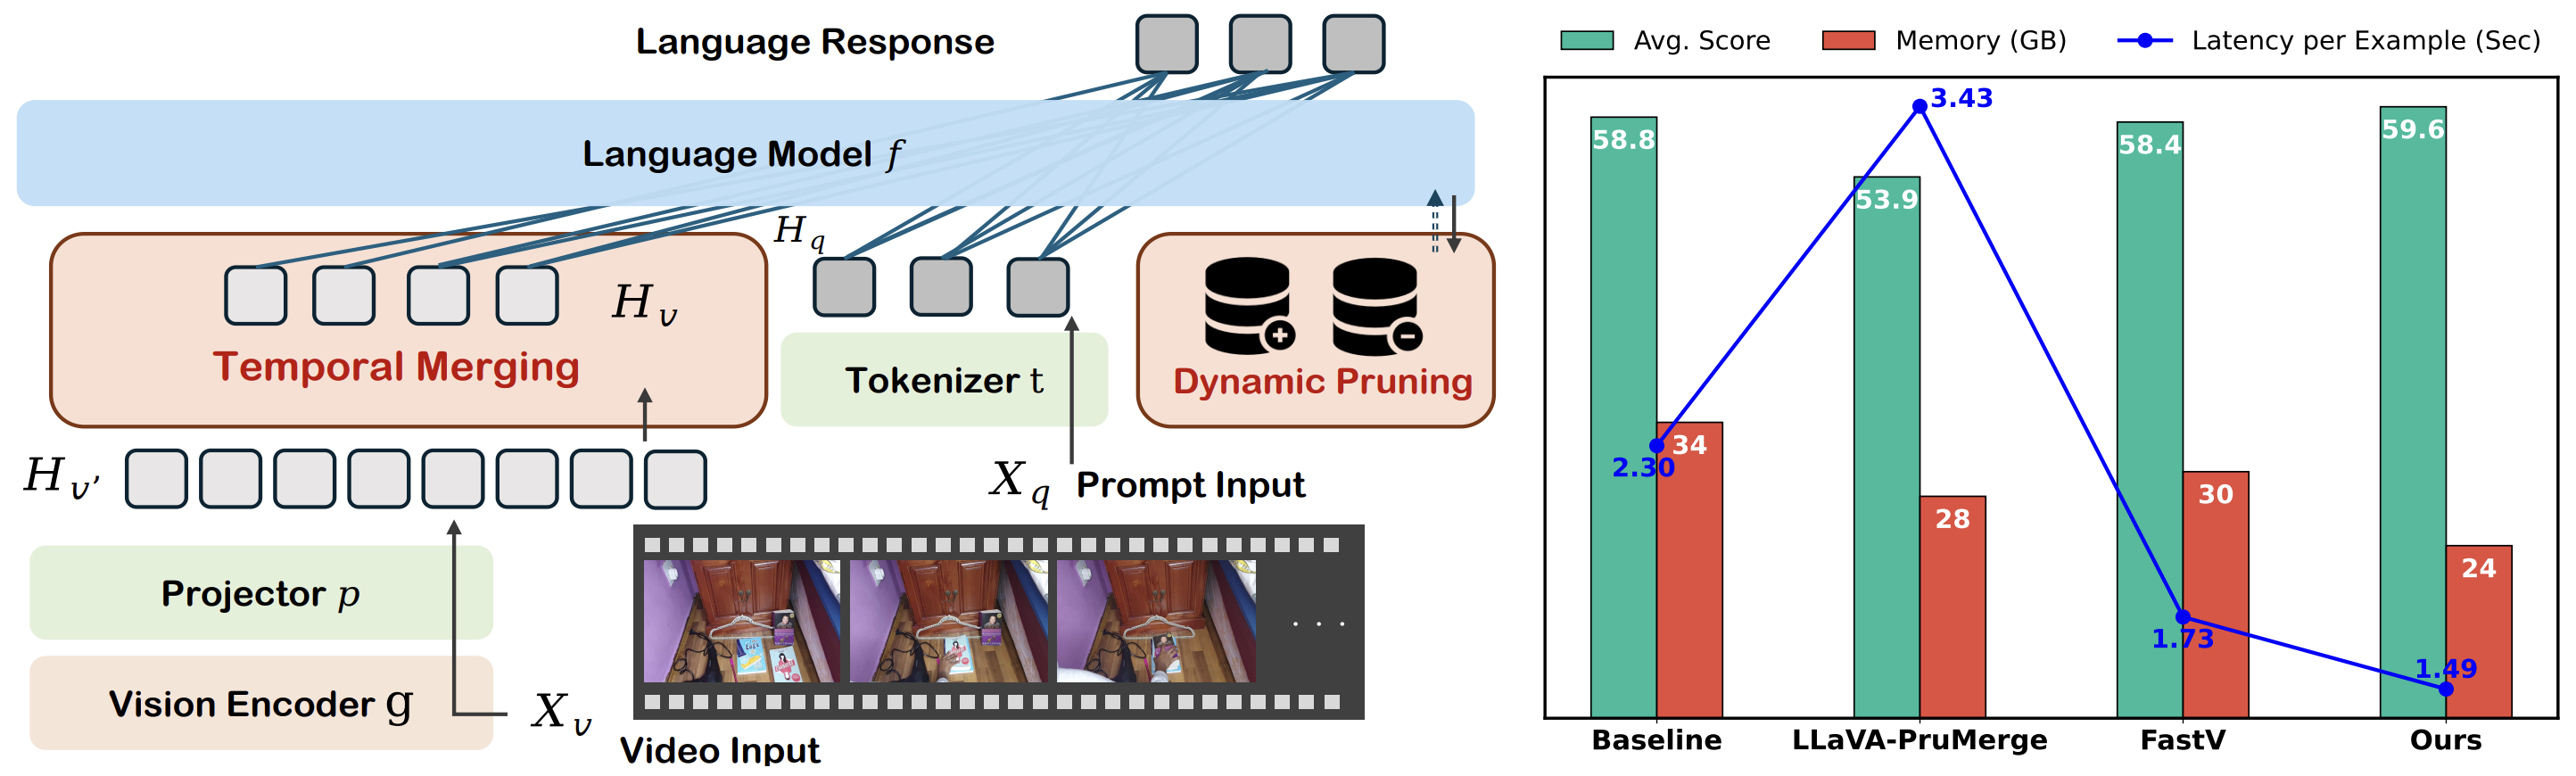 Language Response
Language Model f
H_q
H_v
Temporal Merging
Tokenizer t
Dynamic Pruning
H_v'
X_q Prompt Input
Projector p
Vision Encoder g
X_v
. . .
Video Input
Avg. Score
Memory (GB)
Latency per Example (Sec)
58.8
34
2.30
53.9
28
3.43
58.4
30
1.73
59.6
24
1.49
Baseline
LLaVA-PruMerge
FastV
Ours